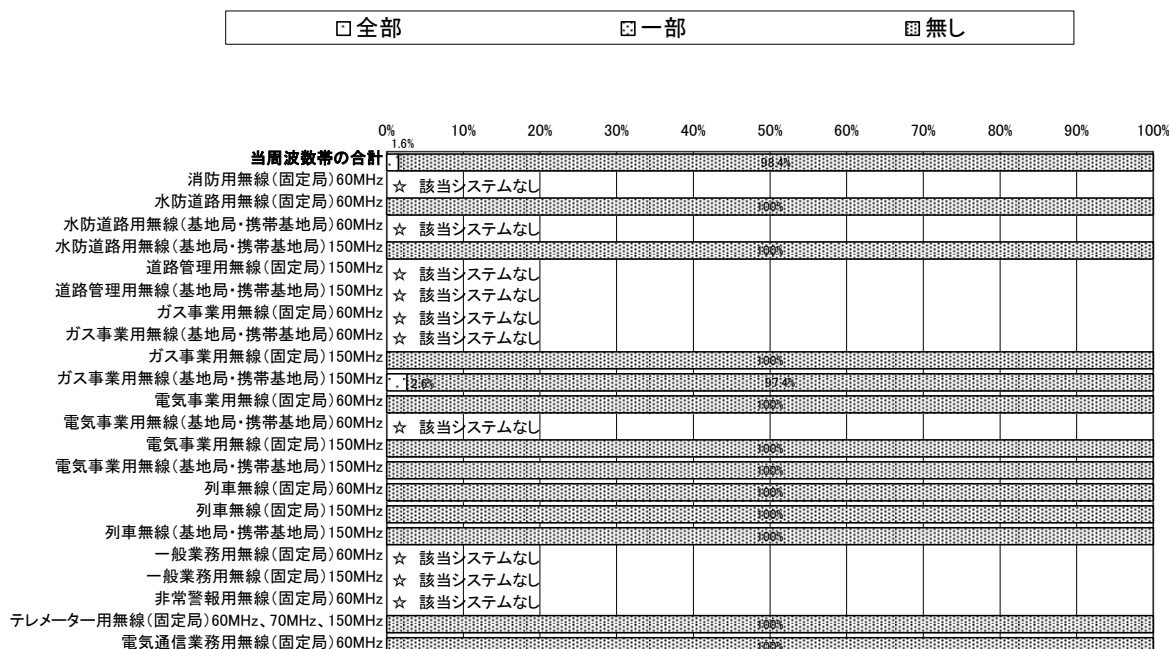 全部 一部 無し
0% 10% 20% 30% 40% 50% 60% 70% 80% 90% 100%
1.6%
当周波数帯の合計 98.4%
消防用無線(固定局)60MHz ☆ 該当システムなし
水防道路用無線(固定局)60MHz 100%
水防道路用無線(基地局・携帯基地局)60MHz ☆ 該当システムなし
水防道路用無線(基地局・携帯基地局)150MHz 100%
道路管理用無線(固定局)150MHz ☆ 該当システムなし
道路管理用無線(基地局・携帯基地局)150MHz ☆ 該当システムなし
ガス事業用無線(固定局)60MHz ☆ 該当システムなし
ガス事業用無線(基地局・携帯基地局)60MHz ☆ 該当システムなし
ガス事業用無線(固定局)150MHz 100%
ガス事業用無線(基地局・携帯基地局)150MHz 2.6% 97.4%
電気事業用無線(固定局)60MHz 100%
電気事業用無線(基地局・携帯基地局)60MHz ☆ 該当システムなし
電気事業用無線(固定局)150MHz 100%
電気事業用無線(基地局・携帯基地局)150MHz 100%
列車無線(固定局)60MHz 100%
列車無線(固定局)150MHz 100%
列車無線(基地局・携帯基地局)150MHz 100%
一般業務用無線(固定局)60MHz ☆ 該当システムなし
一般業務用無線(固定局)150MHz ☆ 該当システムなし
非常警報用無線(固定局)60MHz ☆ 該当システムなし
テレメーター用無線(固定局)60MHz、70MHz、150MHz 100%
電気通信業務用無線(固定局)60MHz 100%